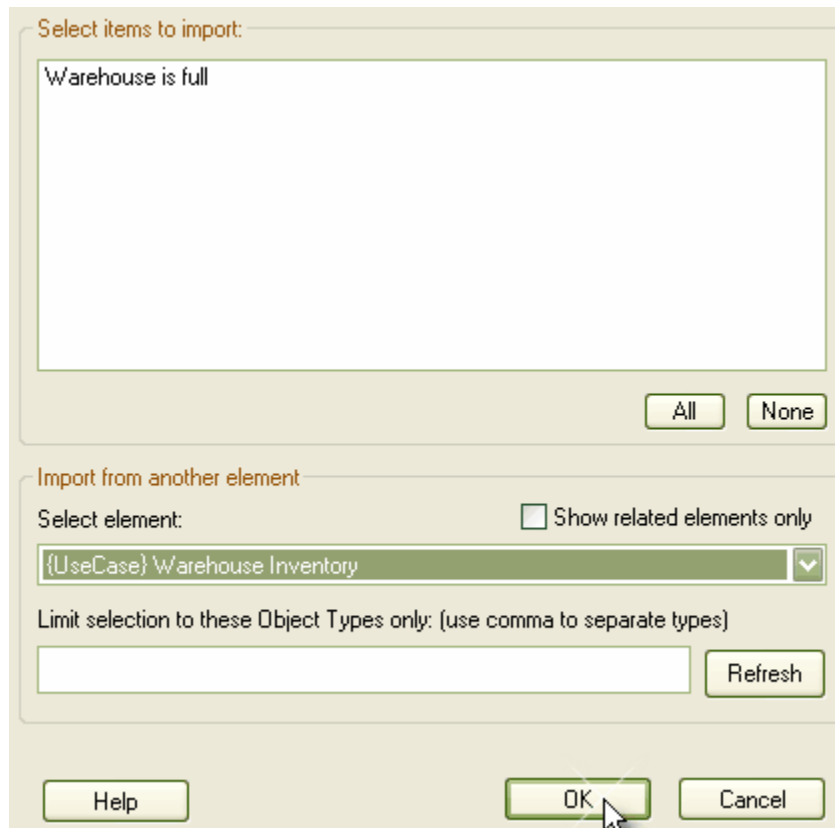 Select items to import:
Warehouse is full
All
None
Import from another element
Select element:
Show related elements only
{UseCase} Warehouse Inventory
Limit selection to these Object Types only: (use comma to separate types)
Refresh
Help
OK
Cancel